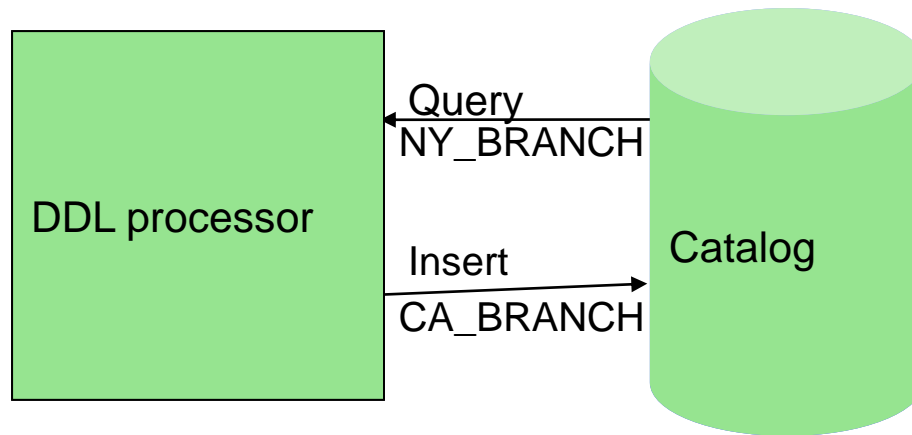 DDL processor
Query
NY_BRANCH
Insert
CA_BRANCH
Catalog